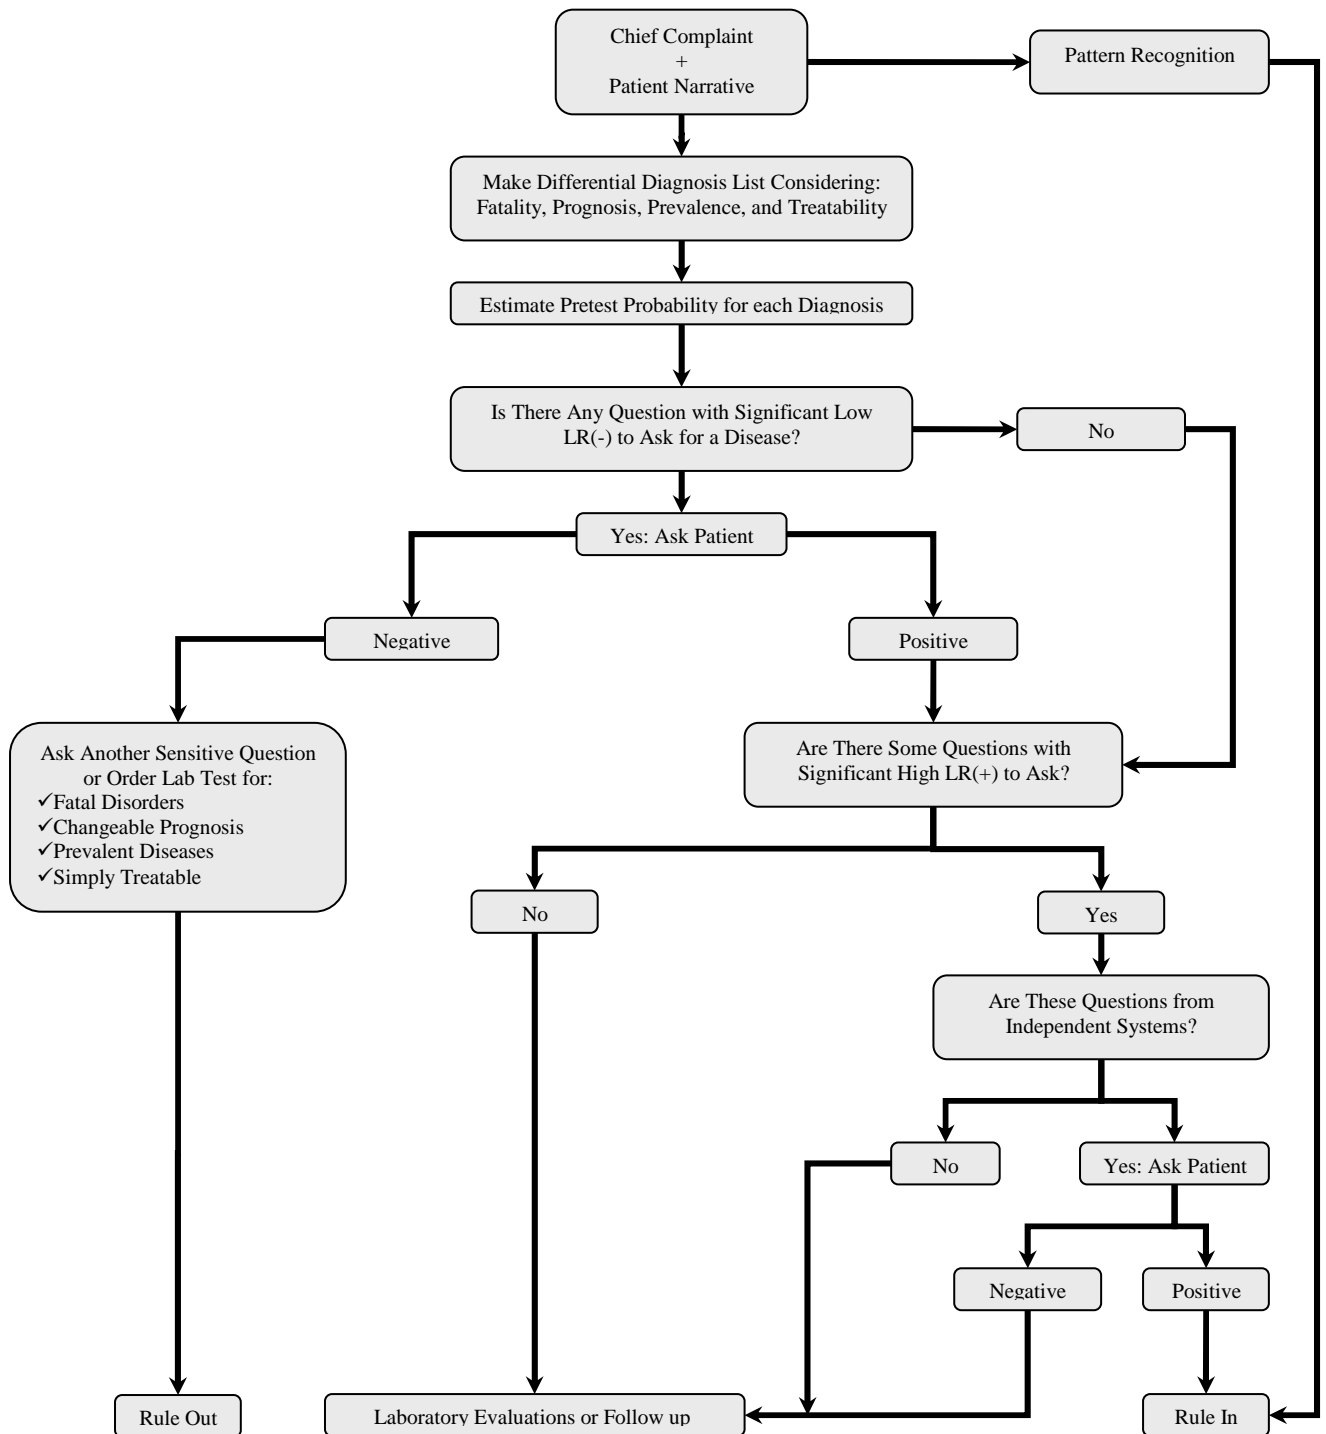 Chief Complaint
+
Patient Narrative
Pattern Recognition
Make Differential Diagnosis List Considering:
Fatality, Prognosis, Prevalence, and Treatability
Estimate Pretest Probability for each Diagnosis
Is There Any Question with Significant Low
LR(-) to Ask for a Disease?
No
Yes: Ask Patient
Negative
Positive
Ask Another Sensitive Question
or Order Lab Test for:
✓Fatal Disorders
✓Changeable Prognosis
✓Prevalent Diseases
✓Simply Treatable
Are There Some Questions with
Significant High LR(+) to Ask?
No
Yes
Are These Questions from
Independent Systems?
No
Yes: Ask Patient
Negative
Positive
Rule Out
Laboratory Evaluations or Follow up
Rule In